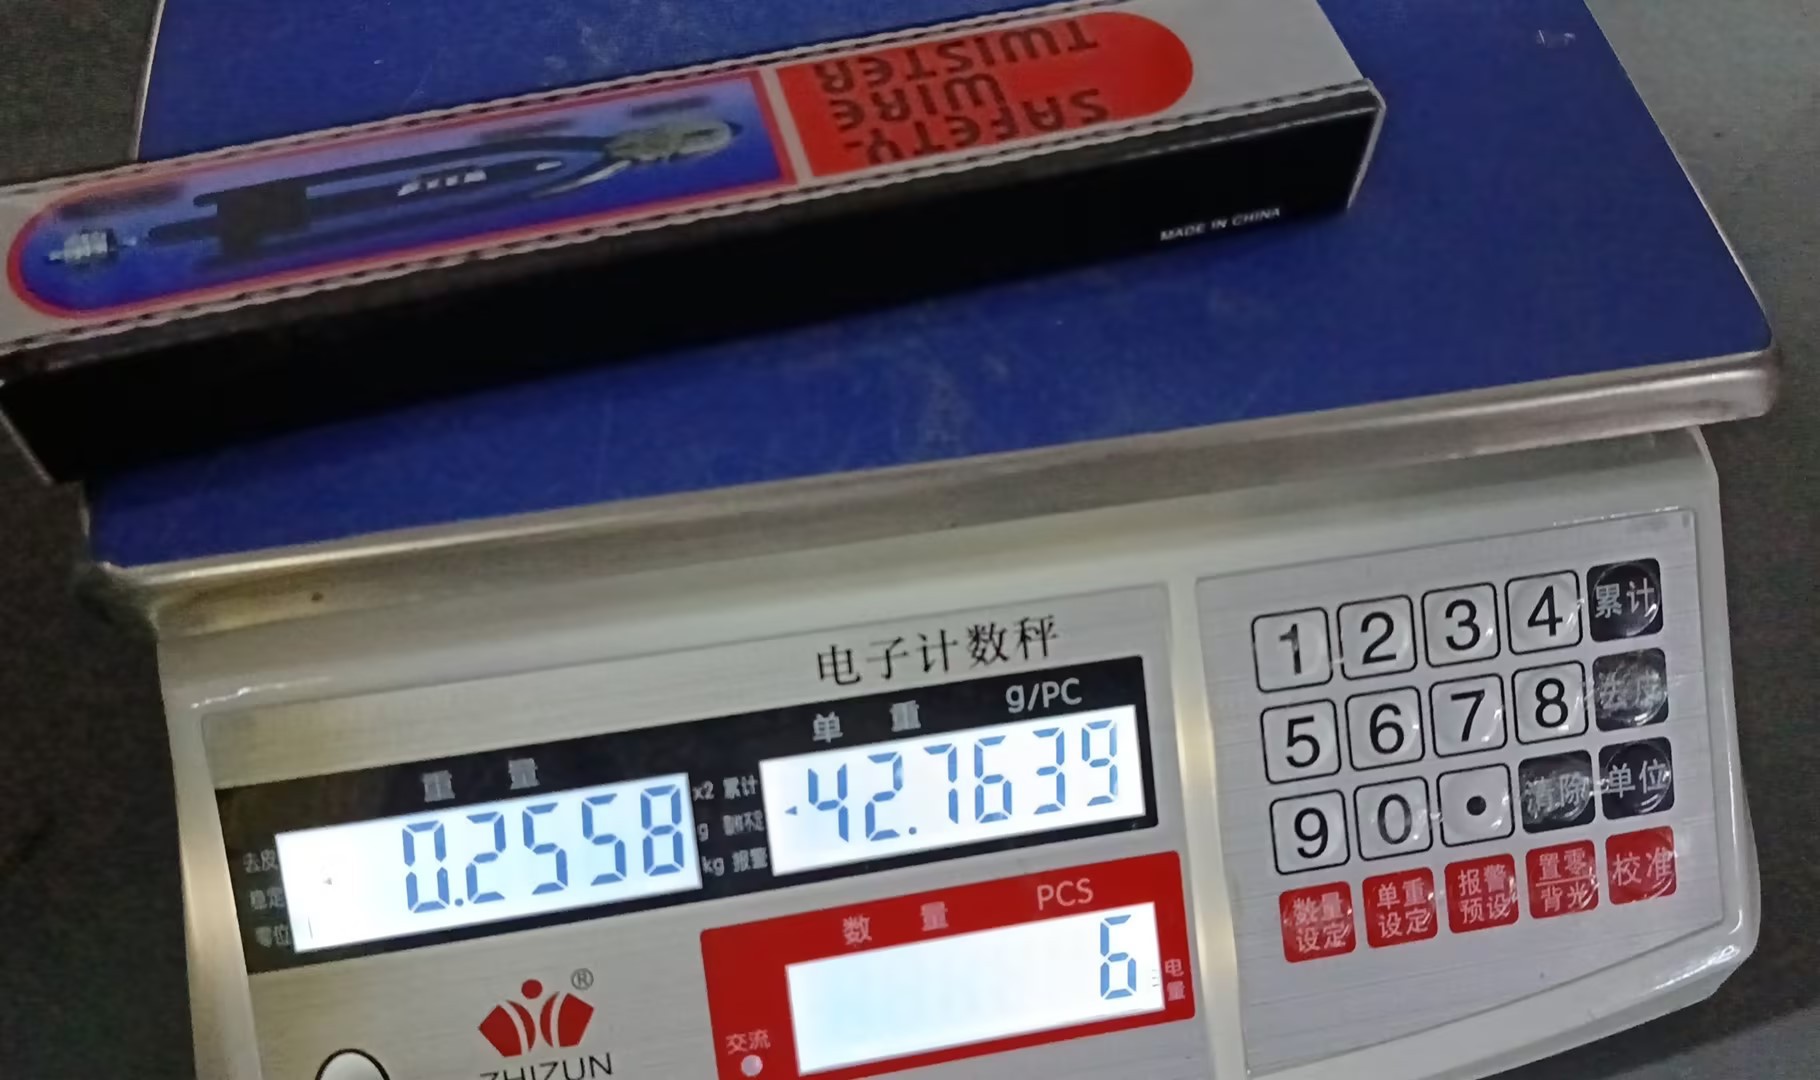 SAFETY-
WIRE
TWISTER
MADE IN CHINA
电子计数秤
重 量
单 重 g/PC
0.2558
42.7639
x2 累计
g
kg 报警
去皮
稳定
零位
数 量 PCS
6
电量
交流
®
ZHIZUN
1 2 3 4 累计
5 6 7 8 去皮
9 0 • 清除 单位
数量设定 单重设定 报警预设 置零背光 校准